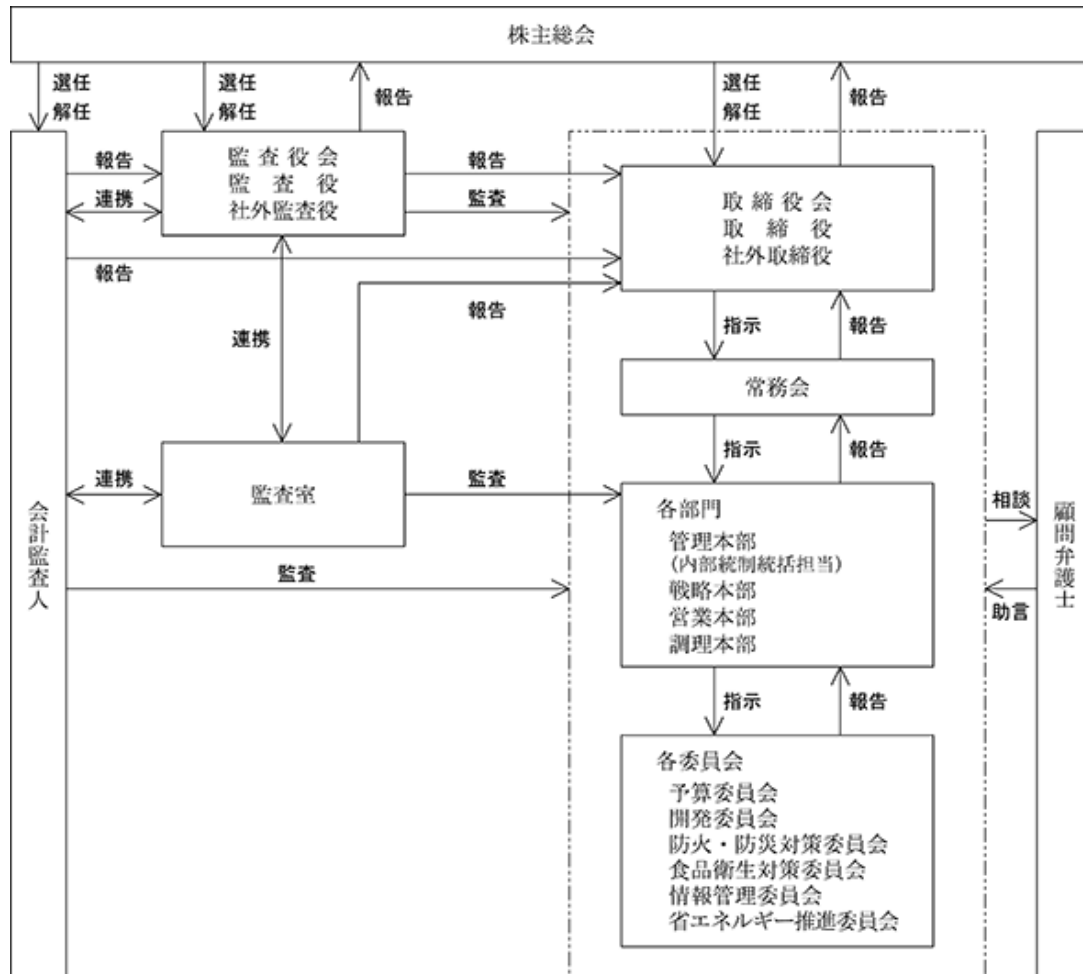 株主総会
選任
解任
選任
解任
報告
選任
解任
報告
報告
連携
監査役会
監査役
社外監査役
報告
監査
取締役会
取締役
社外取締役
報告
報告
連携
指示
報告
常務会
指示
報告
連携
監査室
監査
各部門
管理本部
(内部統制統括担当)
戦略本部
営業本部
調理本部
相談
助言
会計監査人
監査
顧問弁護士
指示
報告
各委員会
予算委員会
開発委員会
防火・防災対策委員会
食品衛生対策委員会
情報管理委員会
省エネルギー推進委員会